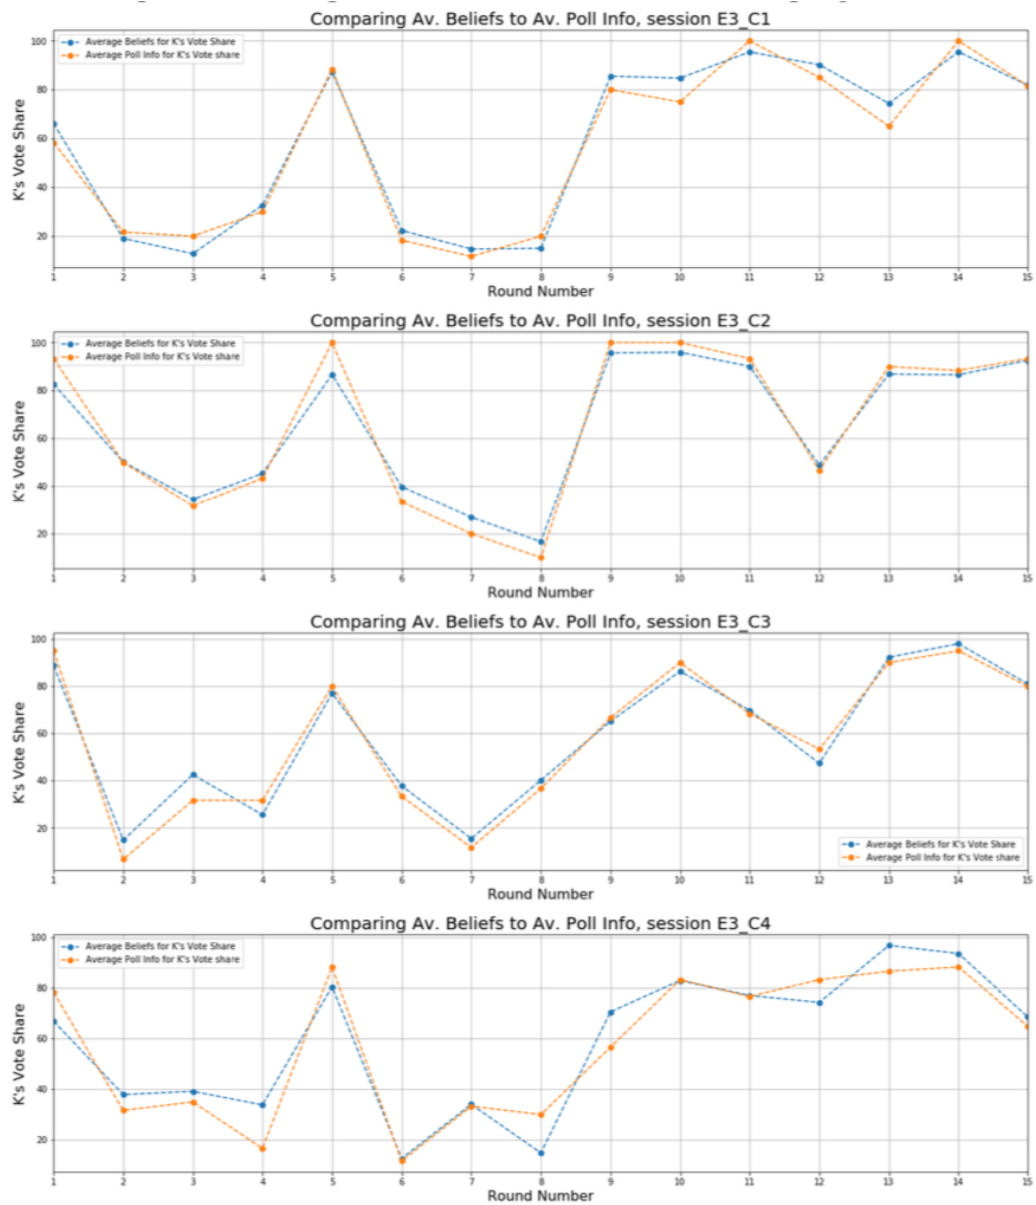 Comparing Av. Beliefs to Av. Poll Info, session E3_C1
Average Beliefs for K's Vote Share
Average Poll Info for K's Vote share
K's Vote Share
100
80
60
40
20
1 2 3 4 5 6 7 8 9 10 11 12 13 14 15
Round Number
Comparing Av. Beliefs to Av. Poll Info, session E3_C2
Average Beliefs for K's Vote Share
Average Poll Info for K's Vote share
K's Vote Share
100
80
60
40
20
1 2 3 4 5 6 7 8 9 10 11 12 13 14 15
Round Number
Comparing Av. Beliefs to Av. Poll Info, session E3_C3
K's Vote Share
100
80
60
40
20
Average Beliefs for K's Vote Share
Average Poll Info for K's Vote share
1 2 3 4 5 6 7 8 9 10 11 12 13 14 15
Round Number
Comparing Av. Beliefs to Av. Poll Info, session E3_C4
Average Beliefs for K's Vote Share
Average Poll Info for K's Vote share
K's Vote Share
100
80
60
40
20
1 2 3 4 5 6 7 8 9 10 11 12 13 14 15
Round Number